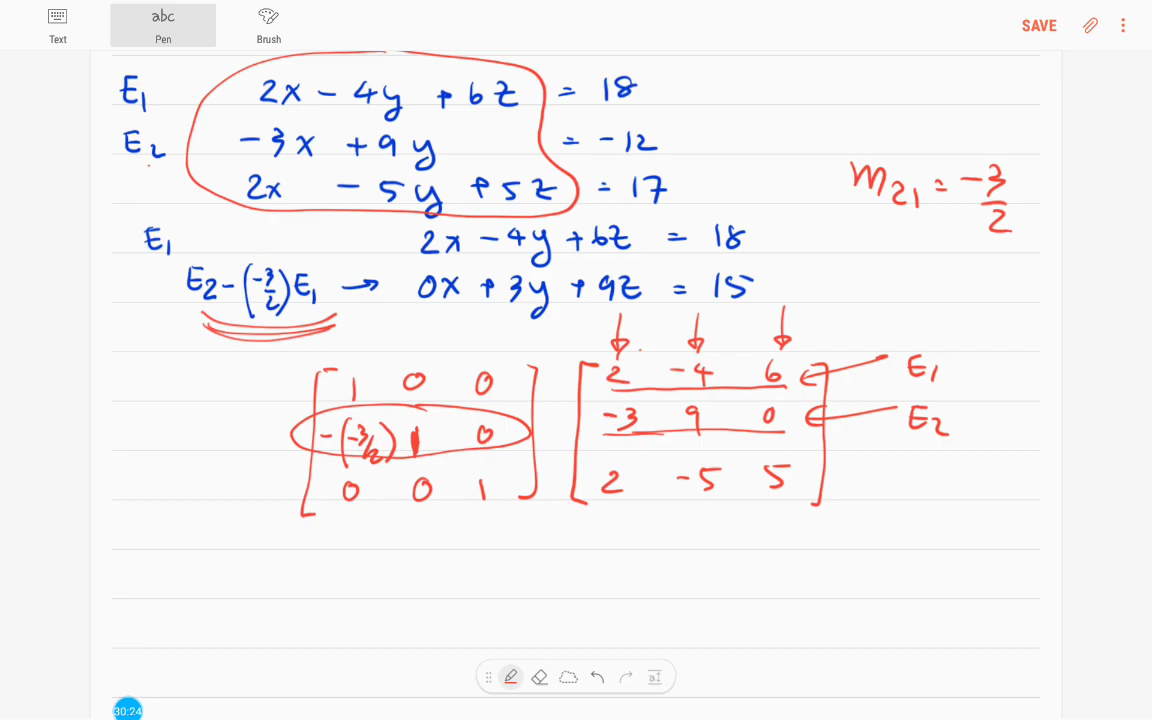 Text
abc
Pen
Brush
SAVE
E₁ 2x - 4y + 6z = 18
E₂ -3x + 9y = -12
2x - 5y + 5z = 17
m₂₁ = -3/2
E₁ 2x - 4y + 6z = 18
E₂ - (-3/2)E₁ → 0x + 3y + 9z = 15
1 0 0
-(-3/2) 1 0
0 0 1
2 -4 6 E₁
-3 9 0 E₂
2 -5 5
30:24